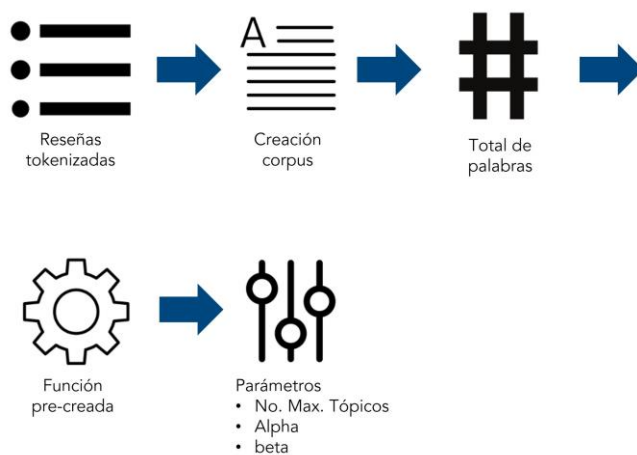 Reseñas
tokenizadas
Creación
corpus
Total de
palabras
Función
pre-creada
Parámetros
• No. Max. Tópicos
• Alpha
• beta